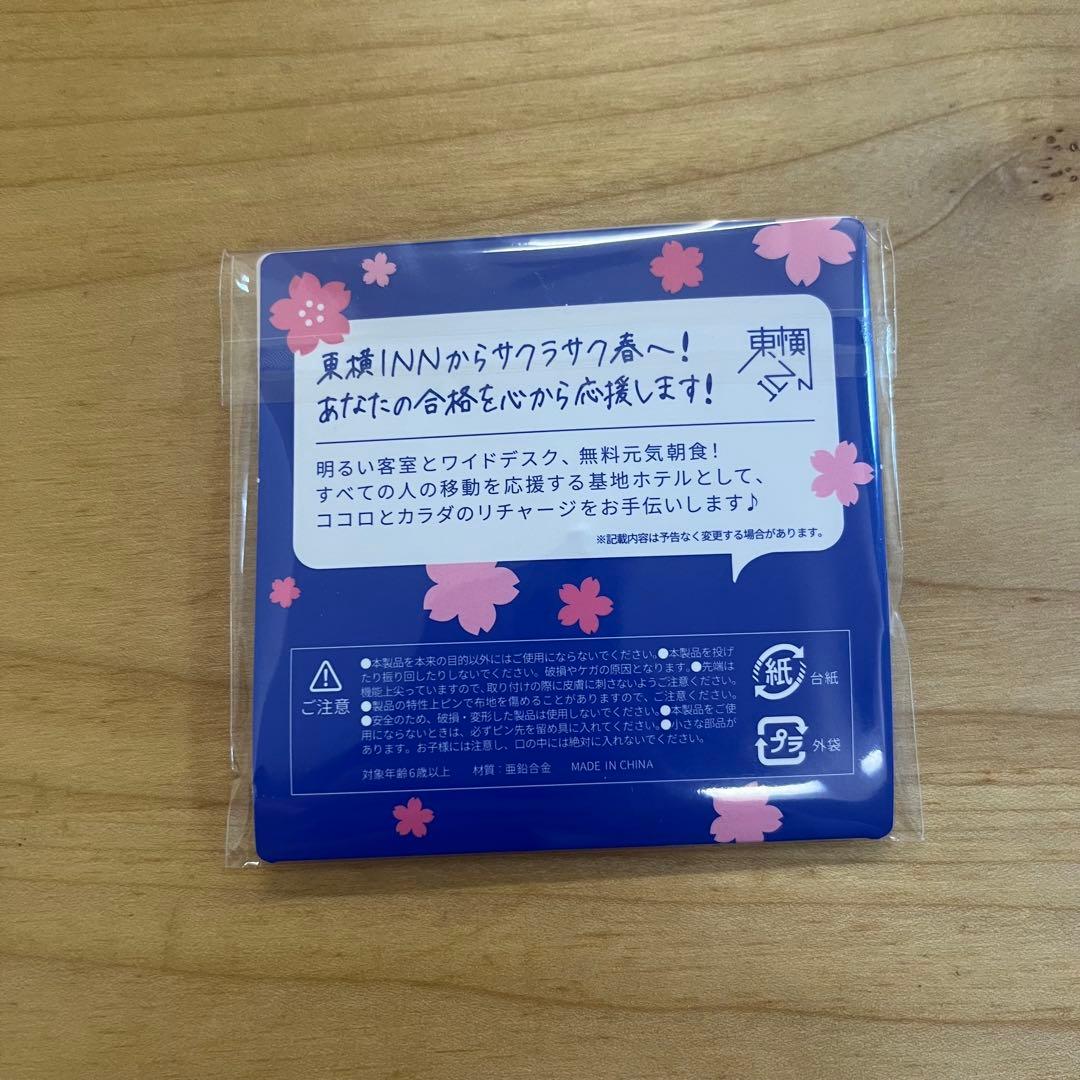 東横INNからサクラサク春へ!
あなたの合格を心から応援します!
東横
INN
明るい客室とワイドデスク、無料元気朝食!
すべての人の移動を応援する基地ホテルとして、
ココロとカラダのリチャージをお手伝いします♪
※記載内容は予告なく変更する場合があります。
ご注意
●本製品を本来の目的以外にはご使用にならないでください。●本製品を投げ
たり振り回したりしないでください。破損やケガの原因となります。●先端は
機能上尖っていますので、取り付けの際に皮膚に刺さないようご注意ください。
●製品の特性上ピンで布地を傷めることがありますので、ご注意ください。
●安全のため、破損・変形した製品は使用しないでください。●本製品をご使
用にならないときは、必ずピン先を留め具に入れてください。●小さな部品が
あります。お子様には注意し、口の中には絶対に入れないでください。
対象年齢6歳以上 材質:亜鉛合金 MADE IN CHINA
紙 台紙
プラ 外袋